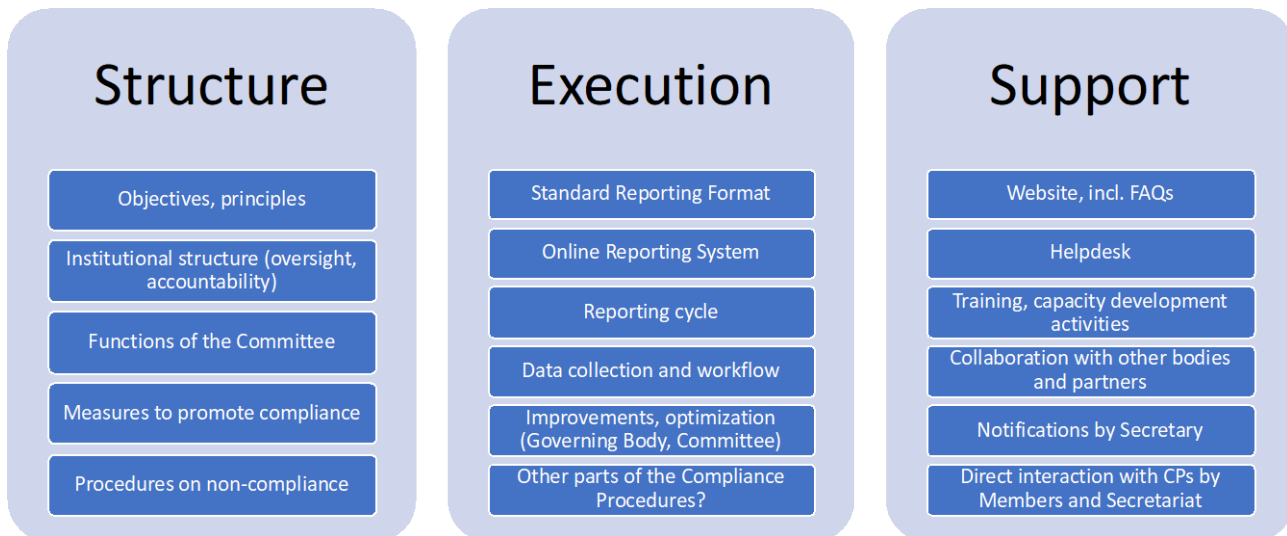 Structure
Objectives, principles
Institutional structure (oversight,
accountability)
Functions of the Committee
Measures to promote compliance
Procedures on non-compliance
Execution
Standard Reporting Format
Online Reporting System
Reporting cycle
Data collection and workflow
Improvements, optimization
(Governing Body, Committee)
Other parts of the Compliance
Procedures?
Support
Website, incl. FAQs
Helpdesk
Training, capacity development
activities
Collaboration with other bodies
and partners
Notifications by Secretary
Direct interaction with CPs by
Members and Secretariat